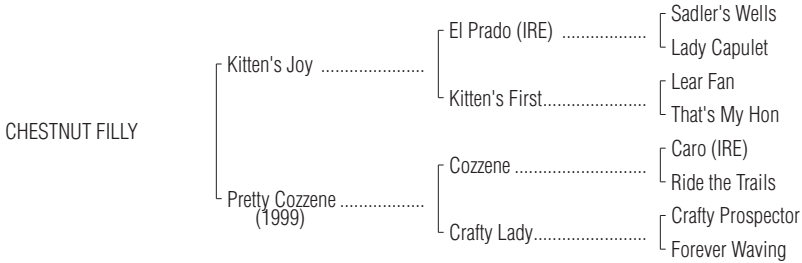 Sadler's Wells
El Prado (IRE) ..................
Lady Capulet
Kitten's Joy ......................
Lear Fan
Kitten's First......................
That's My Hon
CHESTNUT FILLY
Caro (IRE)
Cozzene ............................
Ride the Trails
Pretty Cozzene ..................
(1999)
Crafty Prospector
Crafty Lady........................
Forever Waving